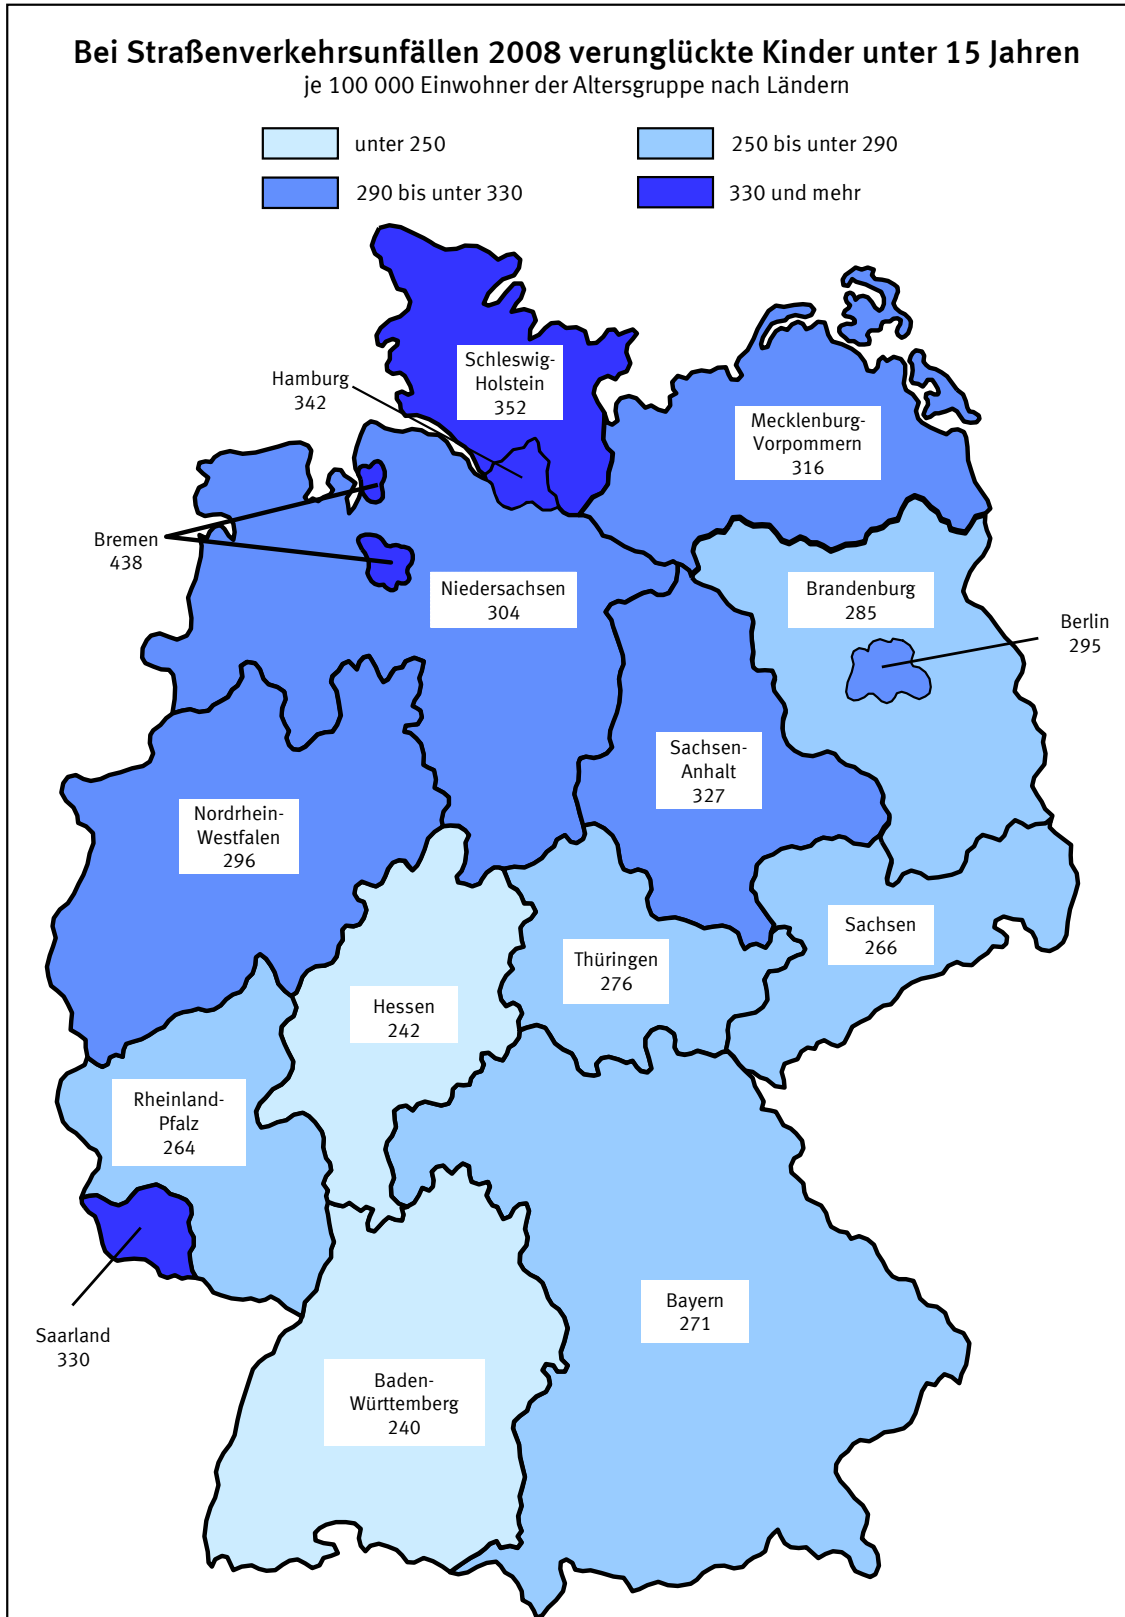 Bei Straßenverkehrsunfällen 2008 verunglückte Kinder unter 15 Jahren
je 100 000 Einwohner der Altersgruppe nach Ländern
unter 250
250 bis unter 290
290 bis unter 330
330 und mehr
Schleswig-
Holstein
352
Hamburg
342
Mecklenburg-
Vorpommern
316
Bremen
438
Niedersachsen
304
Brandenburg
285
Berlin
295
Sachsen-
Anhalt
327
Nordrhein-
Westfalen
296
Sachsen
266
Thüringen
276
Hessen
242
Rheinland-
Pfalz
264
Bayern
271
Saarland
330
Baden-
Württemberg
240